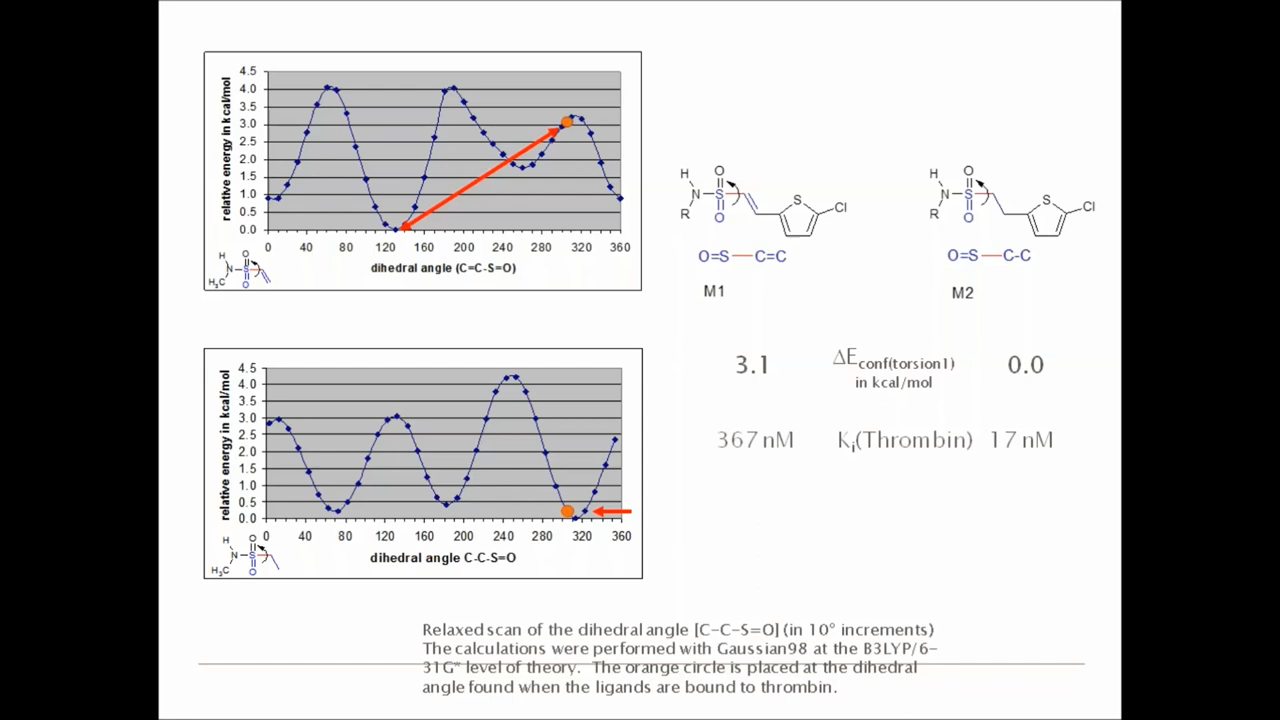 4.5
4.0
3.5
3.0
2.5
2.0
1.5
1.0
0.5
0.0
relative energy in kcal/mol
0 40 80 120 160 200 240 280 320 360
dihedral angle (C=C-S=O)
H
O
N
S
H₃C
O
H
O
N
S
R
O
S
Cl
O=S—C=C
M1
H
O
N
S
R
O
S
Cl
O=S—C-C
M2
4.5
4.0
3.5
3.0
2.5
2.0
1.5
1.0
0.5
0.0
relative energy in kcal/mol
0 40 80 120 160 200 240 280 320 360
dihedral angle C-C-S=O
H
O
N
S
H₃C
O
3.1 ΔEconf(torsion1) 0.0
in kcal/mol
367 nM Ki(Thrombin) 17 nM
Relaxed scan of the dihedral angle [C-C-S=O] (in 10° increments)
The calculations were performed with Gaussian98 at the B3LYP/6-
31G* level of theory. The orange circle is placed at the dihedral
angle found when the ligands are bound to thrombin.